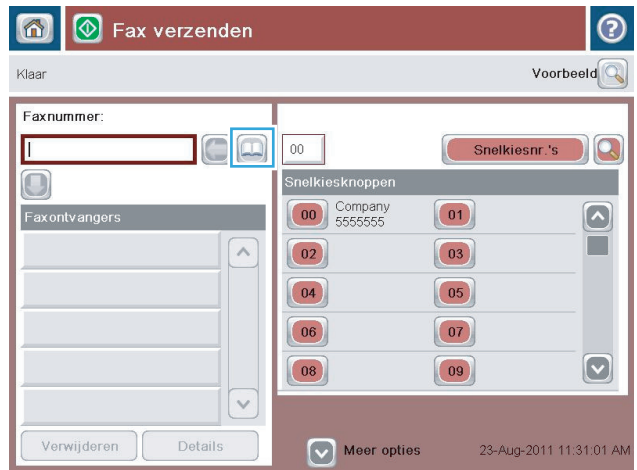 Fax verzenden
Klaar
Voorbeeld
Faxnummer:
00
Snelkiesnr.'s
Snelkiesknoppen
Faxontvangers
00 Company 01
5555555
02 03
04 05
06 07
08 09
Verwijderen Details
Meer opties
23-Aug-2011 11:31:01 AM